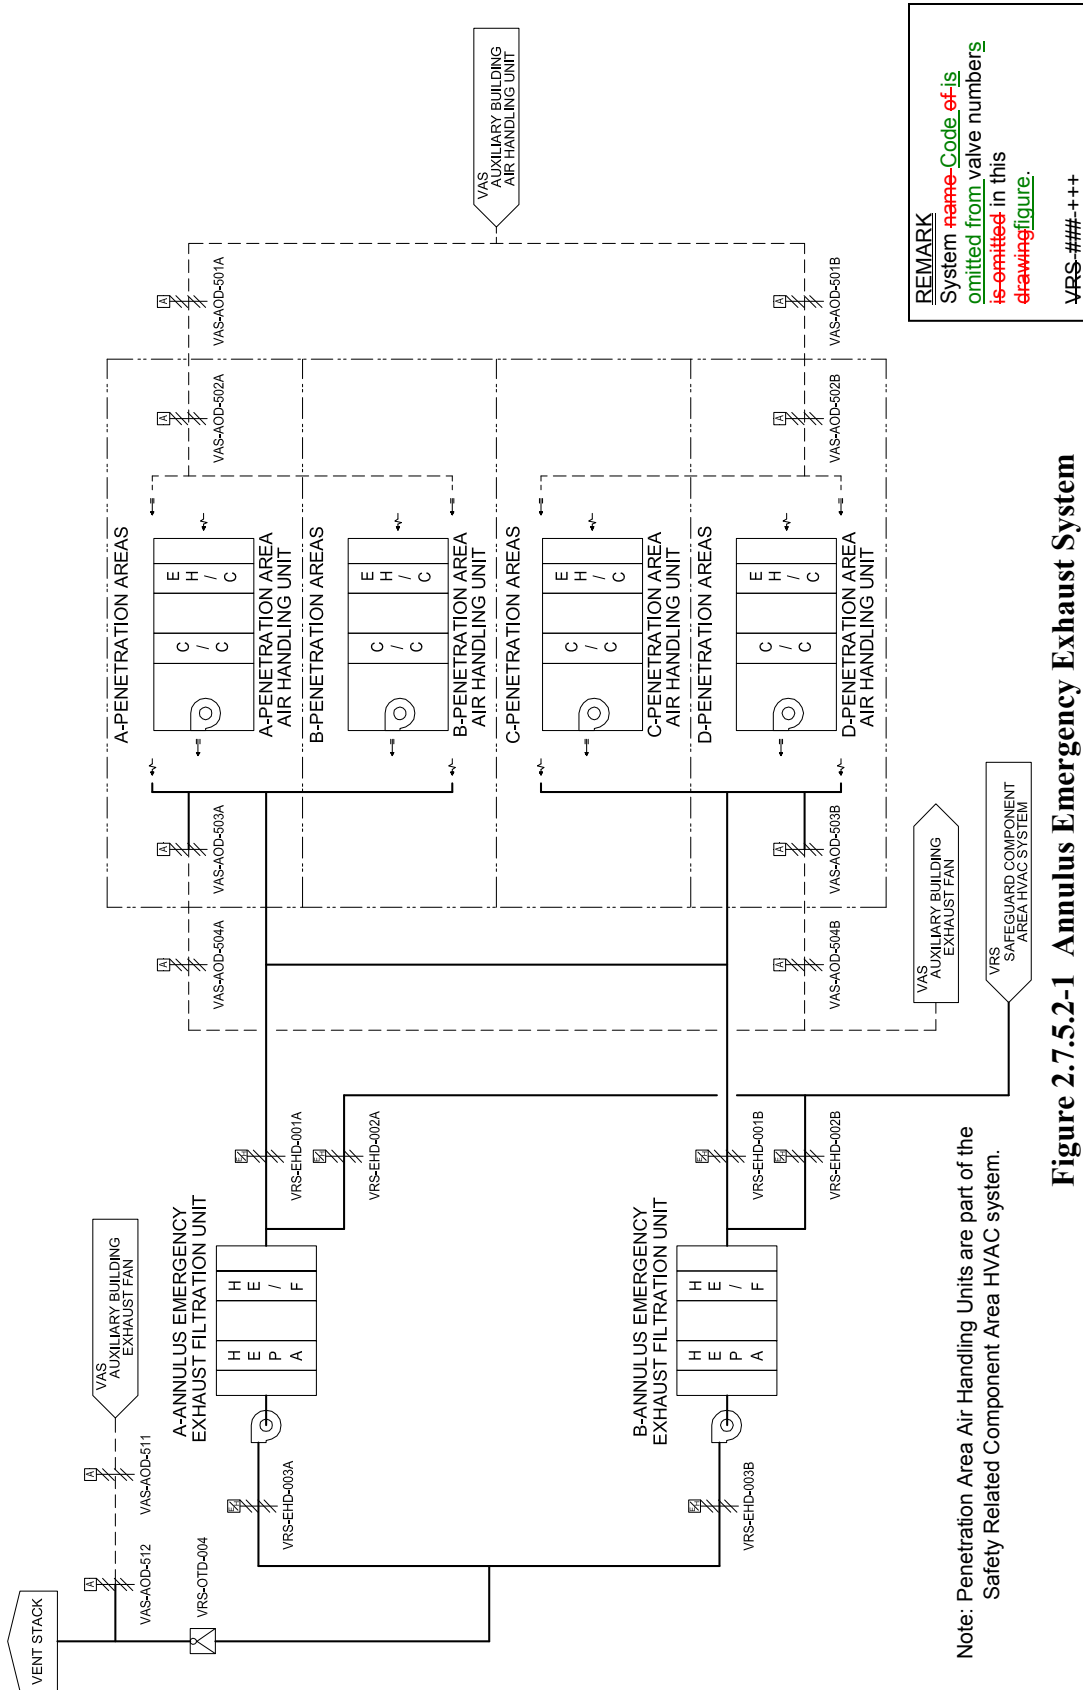 VENT STACK
VAS-AOD-512
VAS-AOD-511
A
A
VRS-OTD-004
VAS
AUXILIARY BUILDING
EXHAUST FAN
A-ANNULUS EMERGENCY
EXHAUST FILTRATION UNIT
HEPA
HE/F
VRS-EHD-003A
VRS-EHD-001A
VRS-EHD-002A
B-ANNULUS EMERGENCY
EXHAUST FILTRATION UNIT
HEPA
HE/F
VRS-EHD-003B
VRS-EHD-001B
VRS-EHD-002B
A
VAS-AOD-504A
A
VAS-AOD-503A
A
VAS-AOD-502A
A
VAS-AOD-501A
A-PENETRATION AREAS
C/C
EH/C
A-PENETRATION AREA
AIR HANDLING UNIT
B-PENETRATION AREAS
C/C
EH/C
B-PENETRATION AREA
AIR HANDLING UNIT
C-PENETRATION AREAS
C/C
EH/C
C-PENETRATION AREA
AIR HANDLING UNIT
D-PENETRATION AREAS
C/C
EH/C
D-PENETRATION AREA
AIR HANDLING UNIT
A
VAS-AOD-504B
A
VAS-AOD-503B
A
VAS-AOD-502B
A
VAS-AOD-501B
VAS
AUXILIARY BUILDING
AIR HANDLING UNIT
VAS
AUXILIARY BUILDING
EXHAUST FAN
VRS
SAFEGUARD COMPONENT
AREA HVAC SYSTEM
Note: Penetration Area Air Handling Units are part of the
Safety Related Component Area HVAC system.
REMARK
System name Code of is
omitted from valve numbers
is omitted in this
drawingfigure.
VRS-###-+++
Figure 2.7.5.2-1 Annulus Emergency Exhaust System